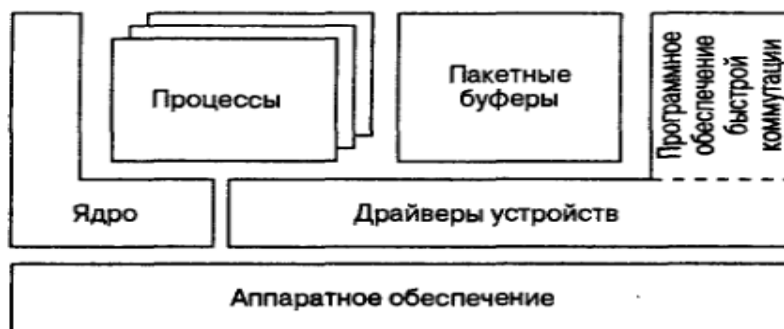 Процессы
Пакетные
буферы
Программное
обеспечение
быстрой
коммутации
Ядро
Драйверы устройств
Аппаратное обеспечение